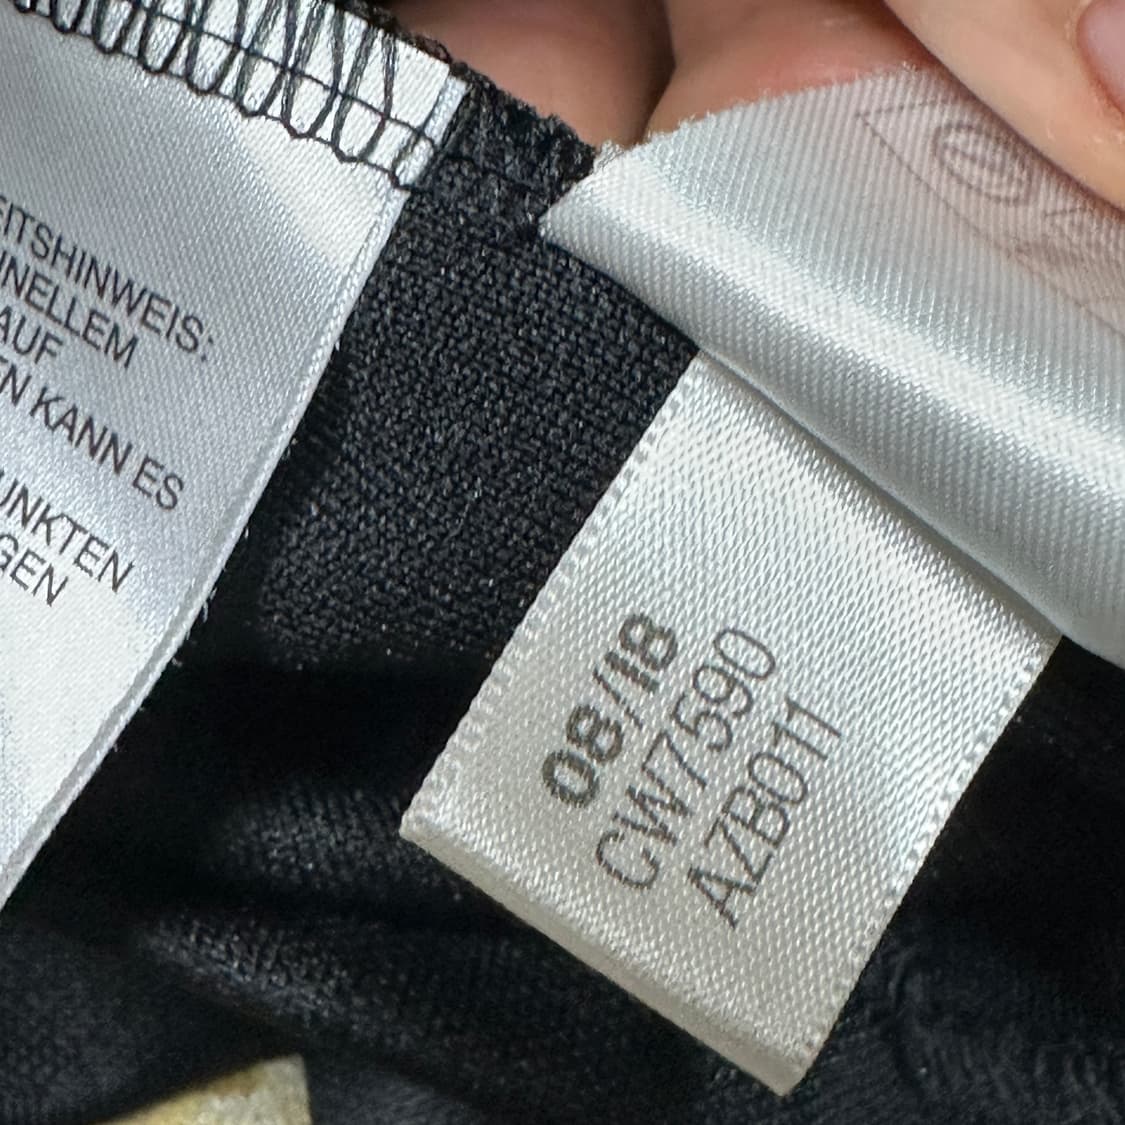 EITSHINWEIS:
NELLEM
AUF
N KANN ES
UNKTEN
GEN
08/18
CW7590
AZB011